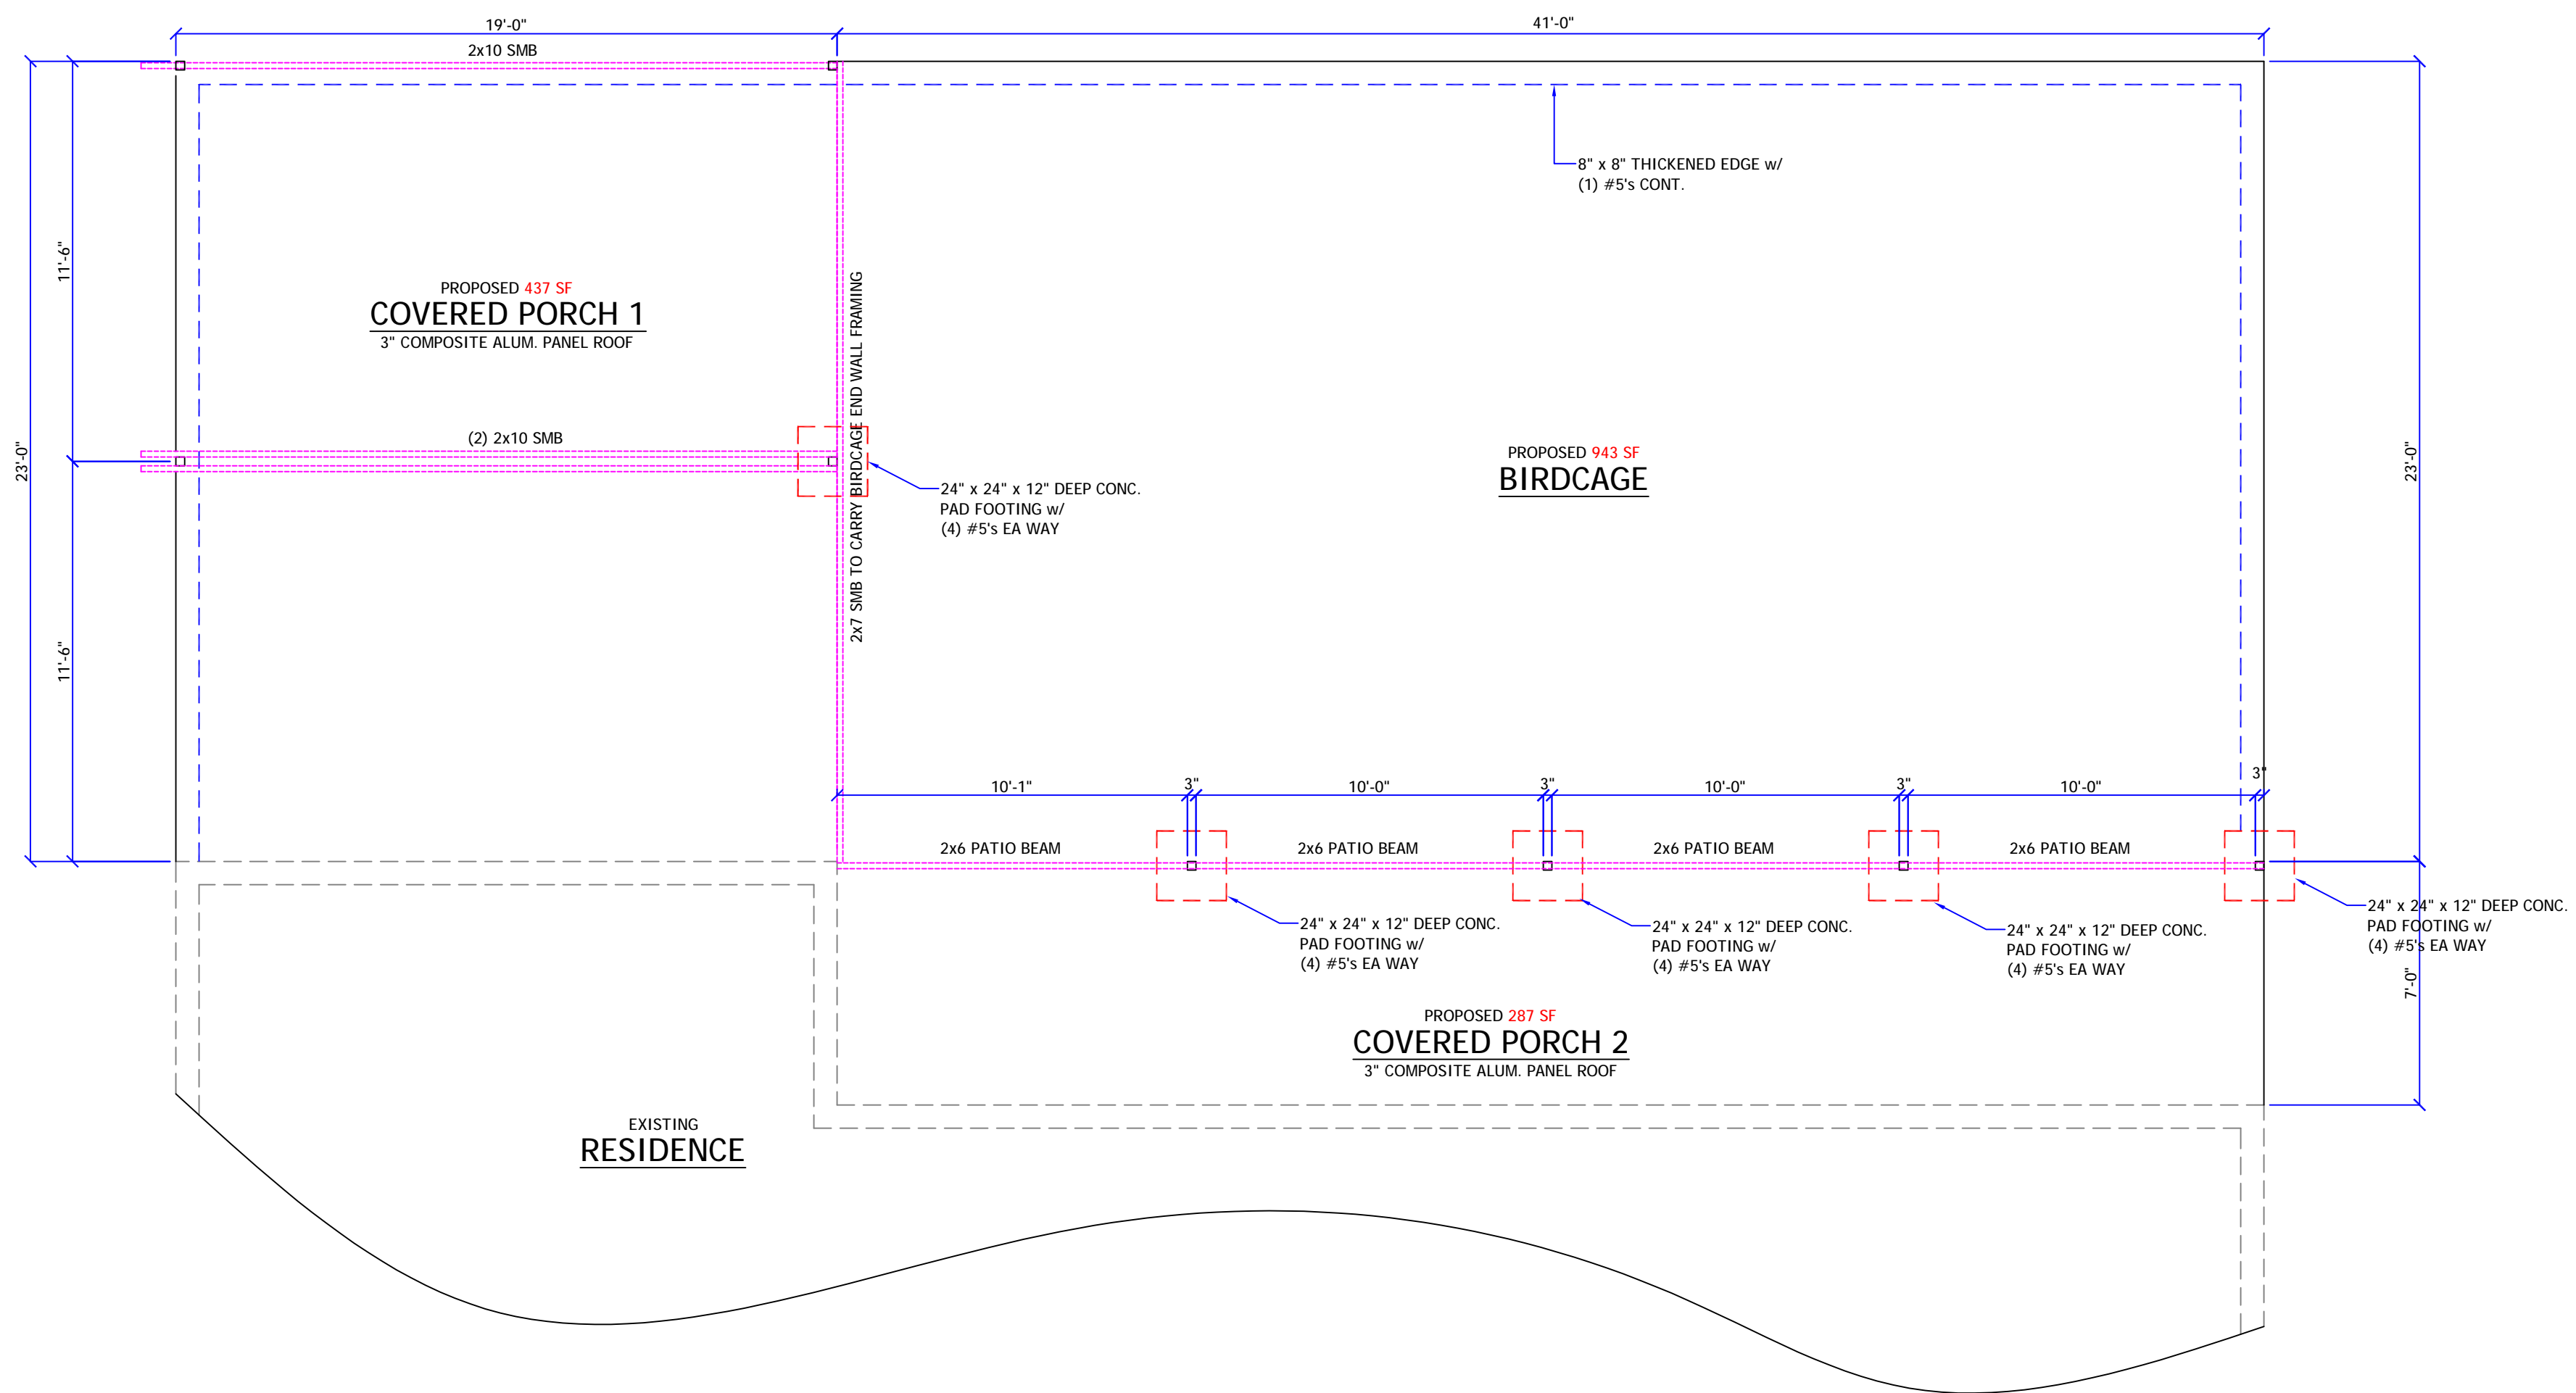 19'-0"
41'-0"
2x10 SMB
8" x 8" THICKENED EDGE w/
(1) #5's CONT.
11'-6"
PROPOSED 437 SF
COVERED PORCH 1
3" COMPOSITE ALUM. PANEL ROOF
2x7 SMB TO CARRY BIRDCAGE END WALL FRAMING
(2) 2x10 SMB
23'-0"
PROPOSED 943 SF
BIRDCAGE
23'-0"
24" x 24" x 12" DEEP CONC.
PAD FOOTING w/
(4) #5's EA WAY
11'-6"
10'-1"
3"
10'-0"
3"
10'-0"
3"
10'-0"
3"
2x6 PATIO BEAM
2x6 PATIO BEAM
2x6 PATIO BEAM
2x6 PATIO BEAM
24" x 24" x 12" DEEP CONC.
PAD FOOTING w/
(4) #5's EA WAY
24" x 24" x 12" DEEP CONC.
PAD FOOTING w/
(4) #5's EA WAY
24" x 24" x 12" DEEP CONC.
PAD FOOTING w/
(4) #5's EA WAY
24" x 24" x 12" DEEP CONC.
PAD FOOTING w/
(4) #5's EA WAY
7'-0"
PROPOSED 287 SF
COVERED PORCH 2
3" COMPOSITE ALUM. PANEL ROOF
EXISTING
RESIDENCE